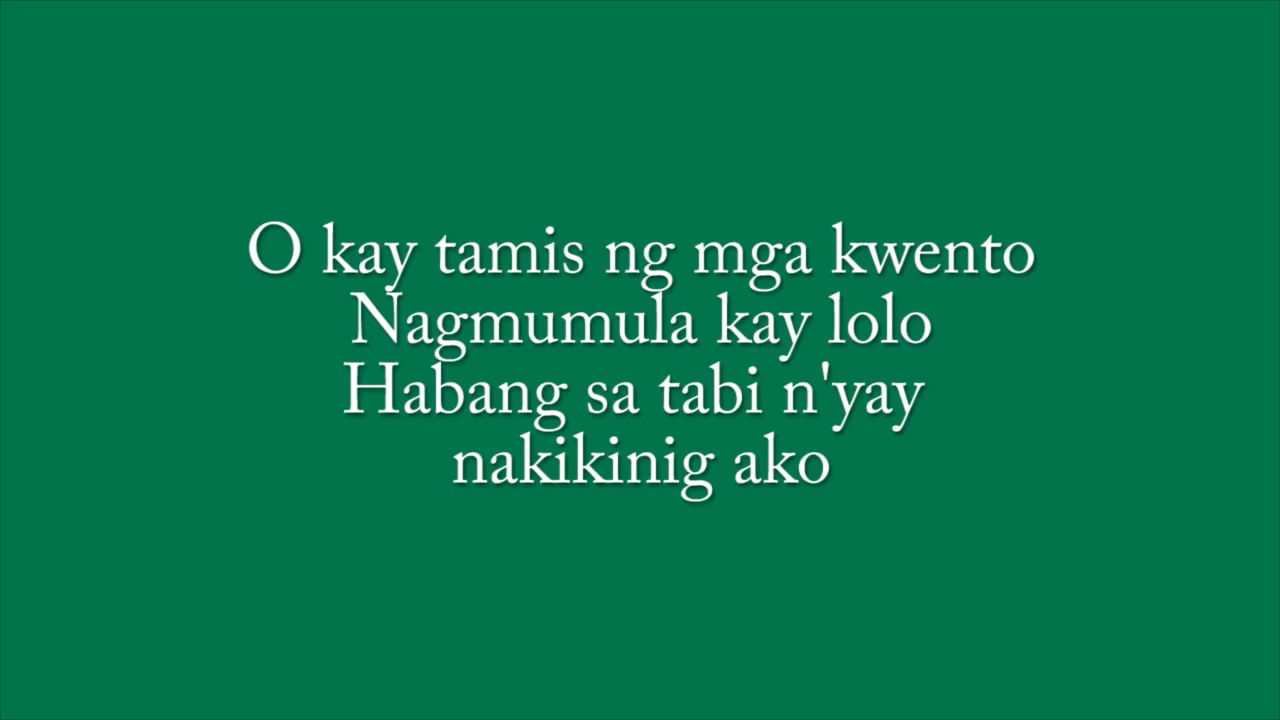 O kay tamis ng mga kwento
Nagmumula kay lolo
Habang sa tabi n'yay
nakikinig ako